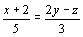 (x + 2)/5 = (2y − z)/3